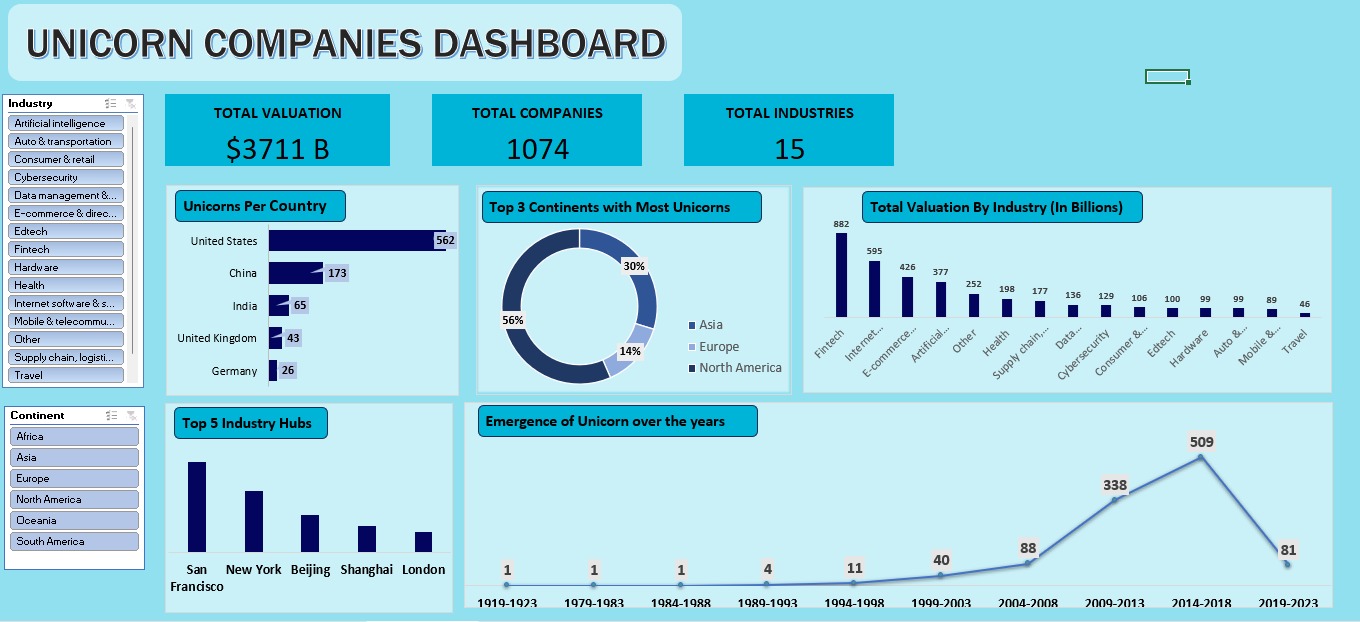 UNICORN COMPANIES DASHBOARD
Industry
Artificial intelligence
Auto & transportation
Consumer & retail
Cybersecurity
Data management &...
E-commerce & direc...
Edtech
Fintech
Hardware
Health
Internet software & s...
Mobile & telecommu...
Other
Supply chain, logisti...
Travel
Continent
Africa
Asia
Europe
North America
Oceania
South America
TOTAL VALUATION
$3711 B
TOTAL COMPANIES
1074
TOTAL INDUSTRIES
15
Unicorns Per Country
United States 562
China 173
India 65
United Kingdom 43
Germany 26
Top 3 Continents with Most Unicorns
30%
56%
14%
Asia
Europe
North America
Total Valuation By Industry (In Billions)
882 595 426 377 252 198 177 136 129 106 100 99 99 89 46
Fintech
Internet...
E-commerce...
Artificial...
Other
Health
Supply chain,...
Data...
Cybersecurity
Consumer &...
Edtech
Hardware
Auto &...
Mobile &...
Travel
Top 5 Industry Hubs
San Francisco
New York
Beijing
Shanghai
London
Emergence of Unicorn over the years
1 1 1 4 11 40 88 338 509 81
1919-1923 1979-1983 1984-1988 1989-1993 1994-1998 1999-2003 2004-2008 2009-2013 2014-2018 2019-2023